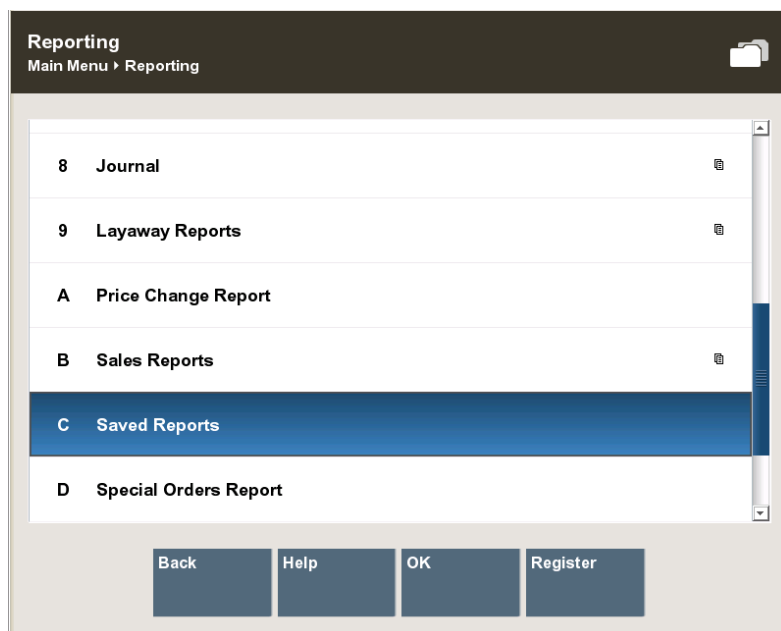 Reporting
Main Menu ▸ Reporting
8 Journal
9 Layaway Reports
A Price Change Report
B Sales Reports
C Saved Reports
D Special Orders Report
Back Help OK Register